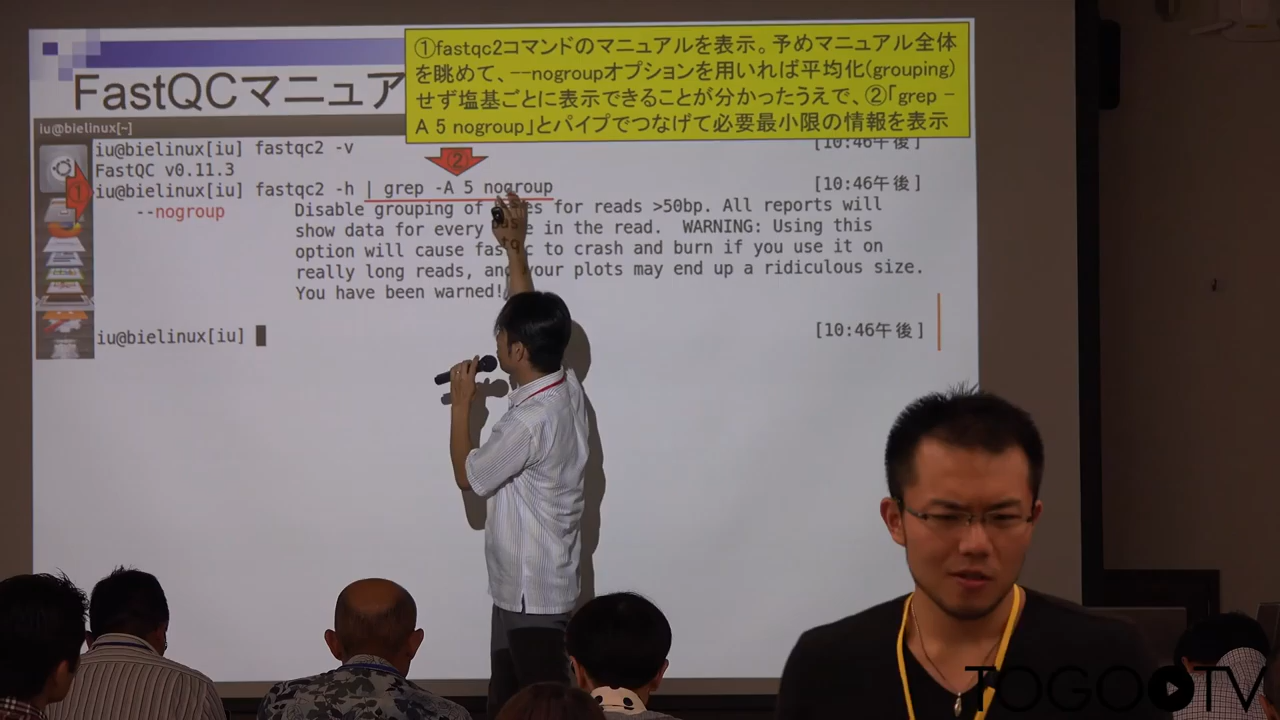 FastQCマニュア
①fastqc2コマンドのマニュアルを表示。予めマニュアル全体
を眺めて、--nogroupオプションを用いれば平均化(grouping)
せず塩基ごとに表示できることが分かったうえで、②「grep -
A 5 nogroup」とパイプでつなげて必要最小限の情報を表示
iu@bielinux[~]
iu@bielinux[iu] fastqc2 -v [10:46午後]
FastQC v0.11.3
②
① iu@bielinux[iu] fastqc2 -h | grep -A 5 nogroup [10:46午後]
--nogroup Disable grouping of bases for reads >50bp. All reports will
show data for every base in the read. WARNING: Using this
option will cause fastqc to crash and burn if you use it on
really long reads, and your plots may end up a ridiculous size.
You have been warned!
iu@bielinux[iu] [10:46午後]
TOGO TV